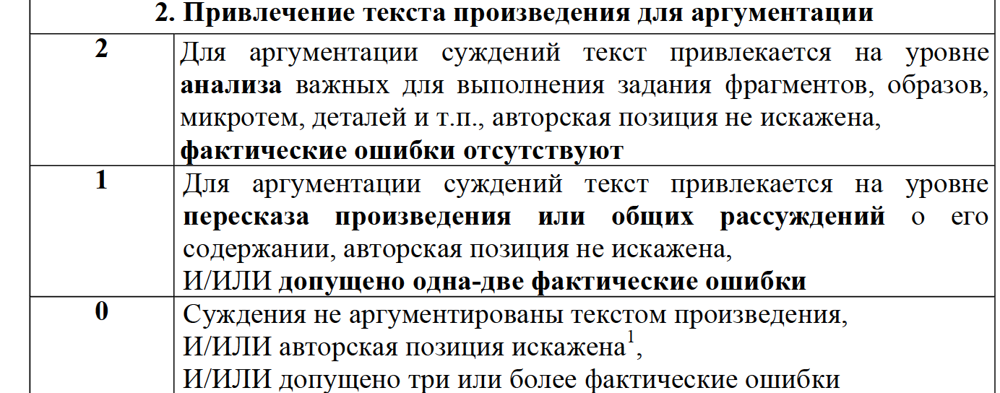 2. Привлечение текста произведения для аргументации
2
Для аргументации суждений текст привлекается на уровне
анализа важных для выполнения задания фрагментов, образов,
микротем, деталей и т.п., авторская позиция не искажена,
фактические ошибки отсутствуют
1
Для аргументации суждений текст привлекается на уровне
пересказа произведения или общих рассуждений о его
содержании, авторская позиция не искажена,
И/ИЛИ допущено одна-две фактические ошибки
0
Суждения не аргументированы текстом произведения,
И/ИЛИ авторская позиция искажена¹,
И/ИЛИ допущено три или более фактические ошибки